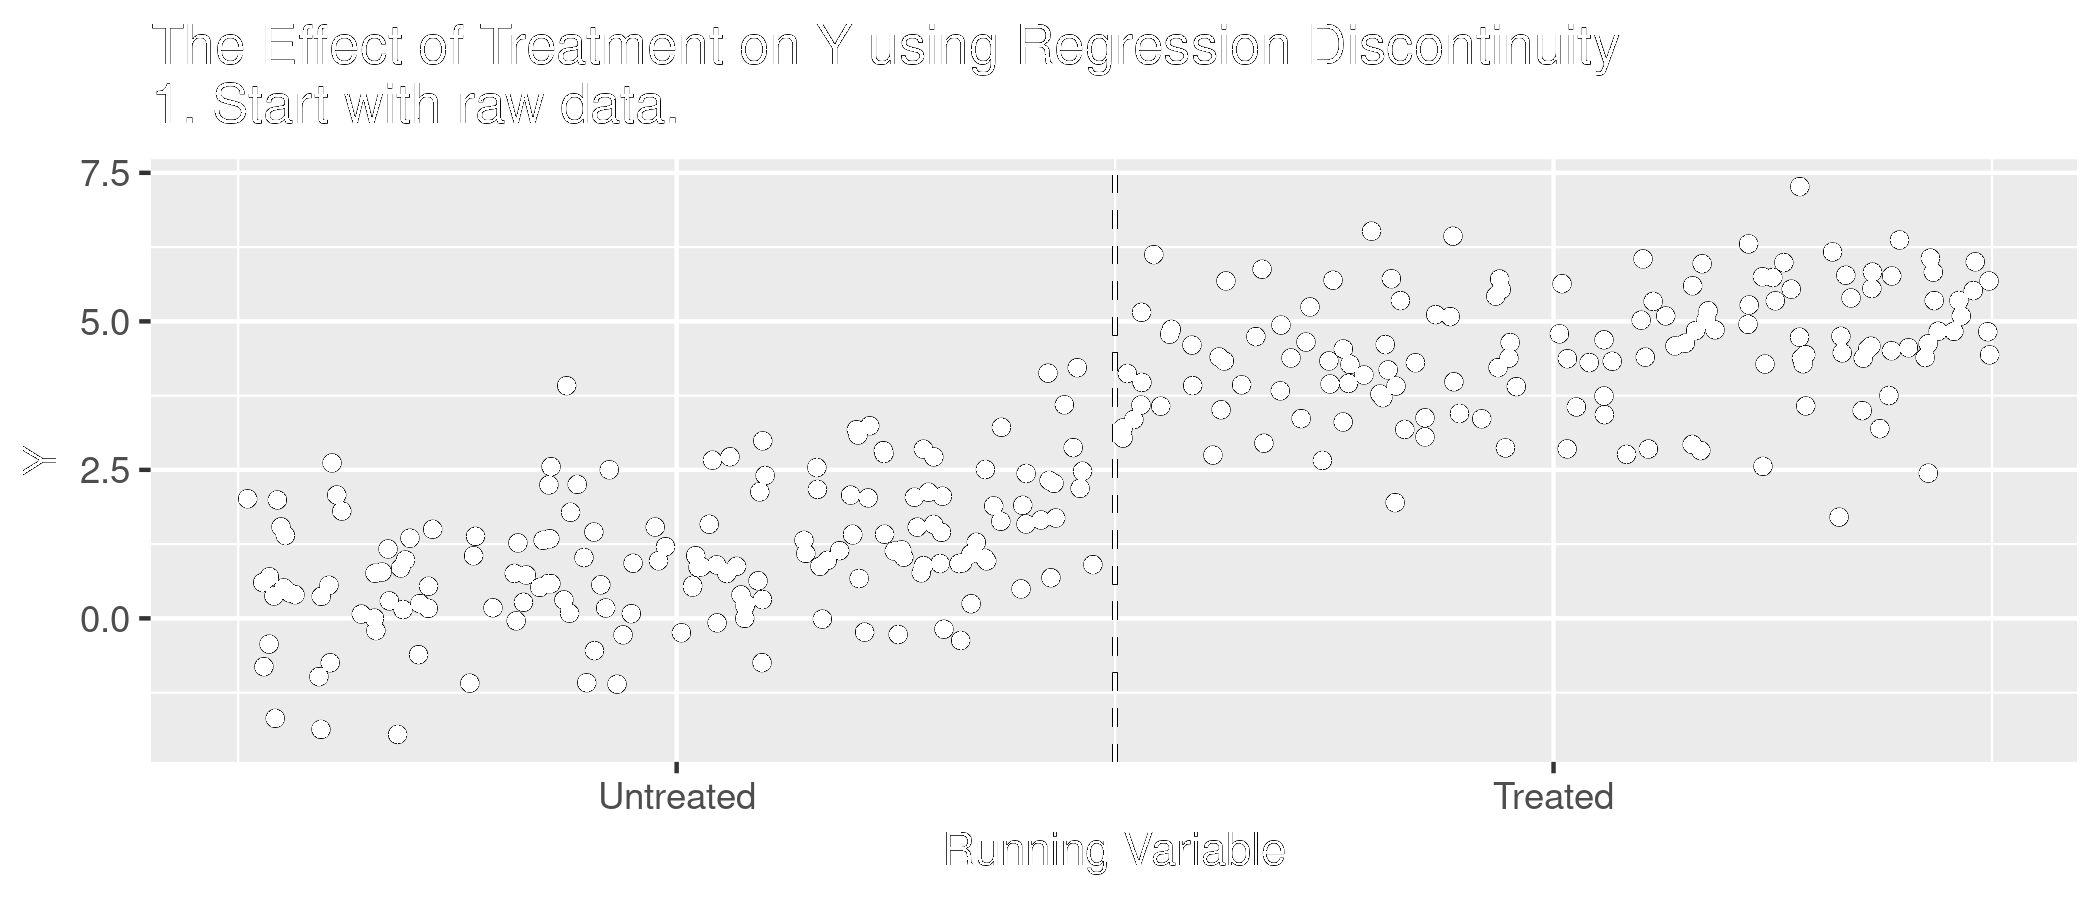 The Effect of Treatment on Y using Regression Discontinuity
1. Start with raw data.
7.5
5.0
2.5
0.0
Y
Untreated
Treated
Running Variable